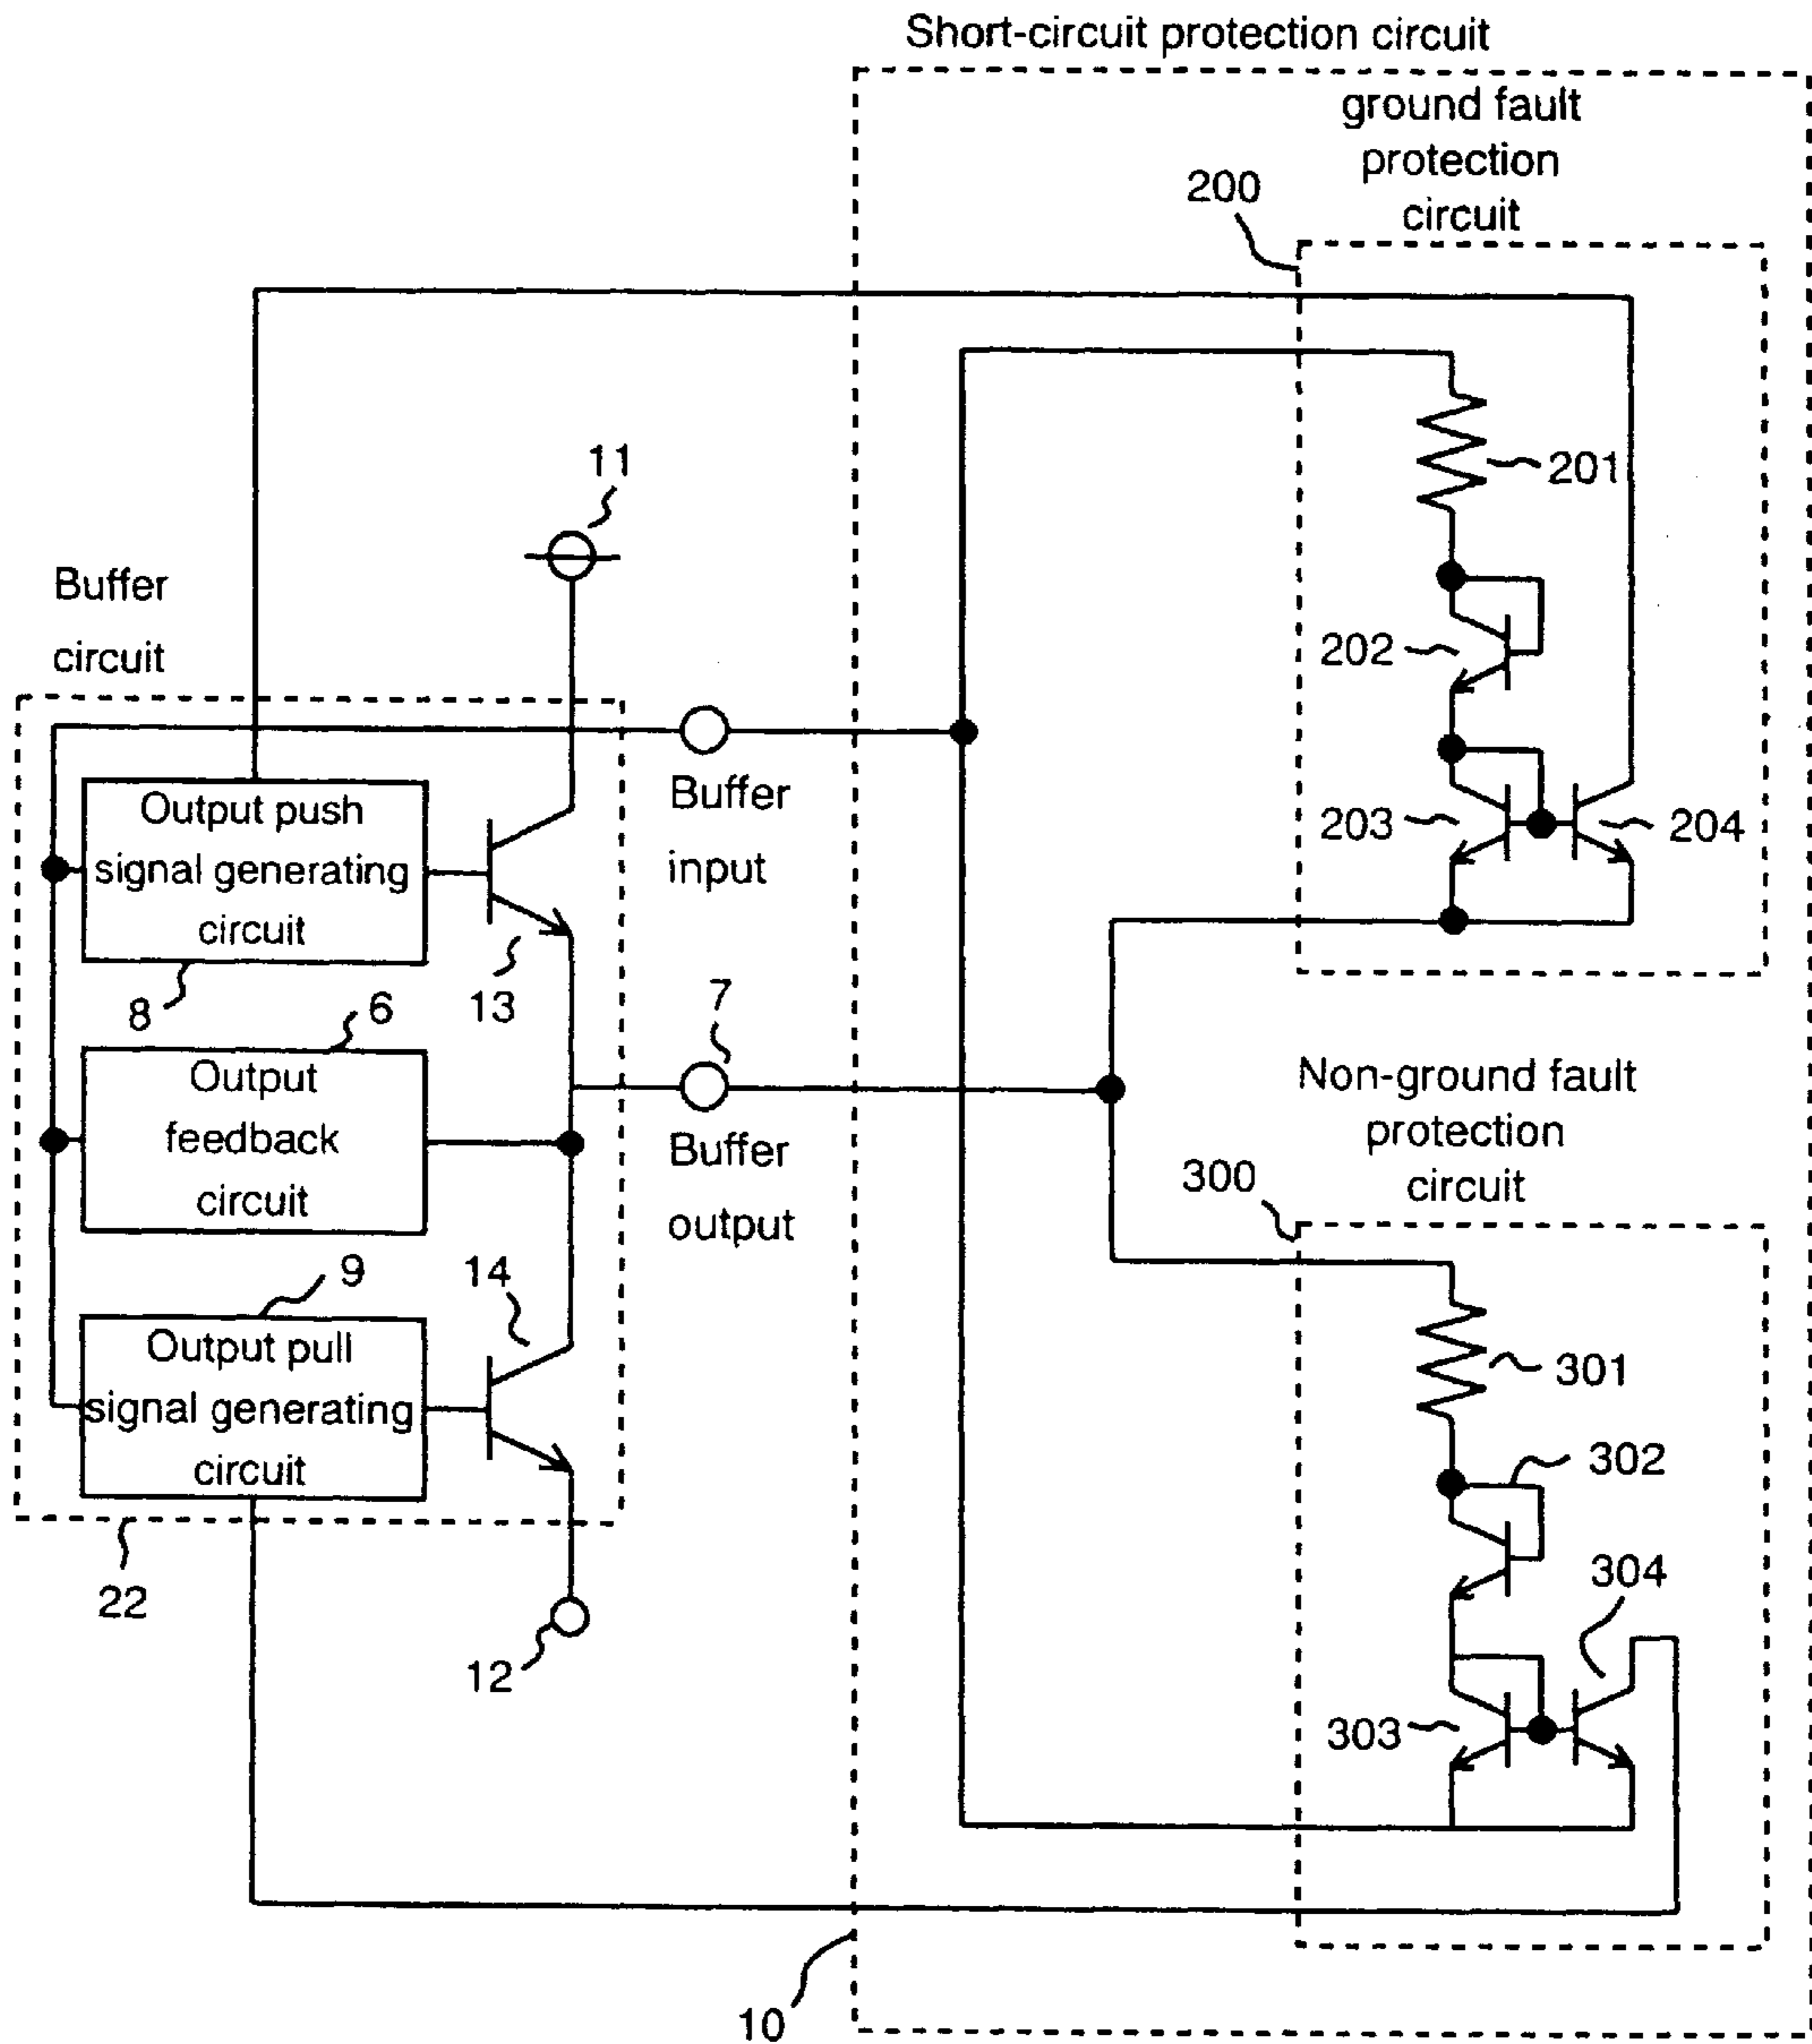 Short-circuit protection circuit
ground fault
protection
circuit
200
201
11
Buffer
circuit
202
203
204
Buffer
input
Output push
signal generating
circuit
8
13
7
6
Output
feedback
circuit
Buffer
output
Non-ground fault
protection
circuit
300
14
9
Output pull
signal generating
circuit
301
302
304
303
22
12
10